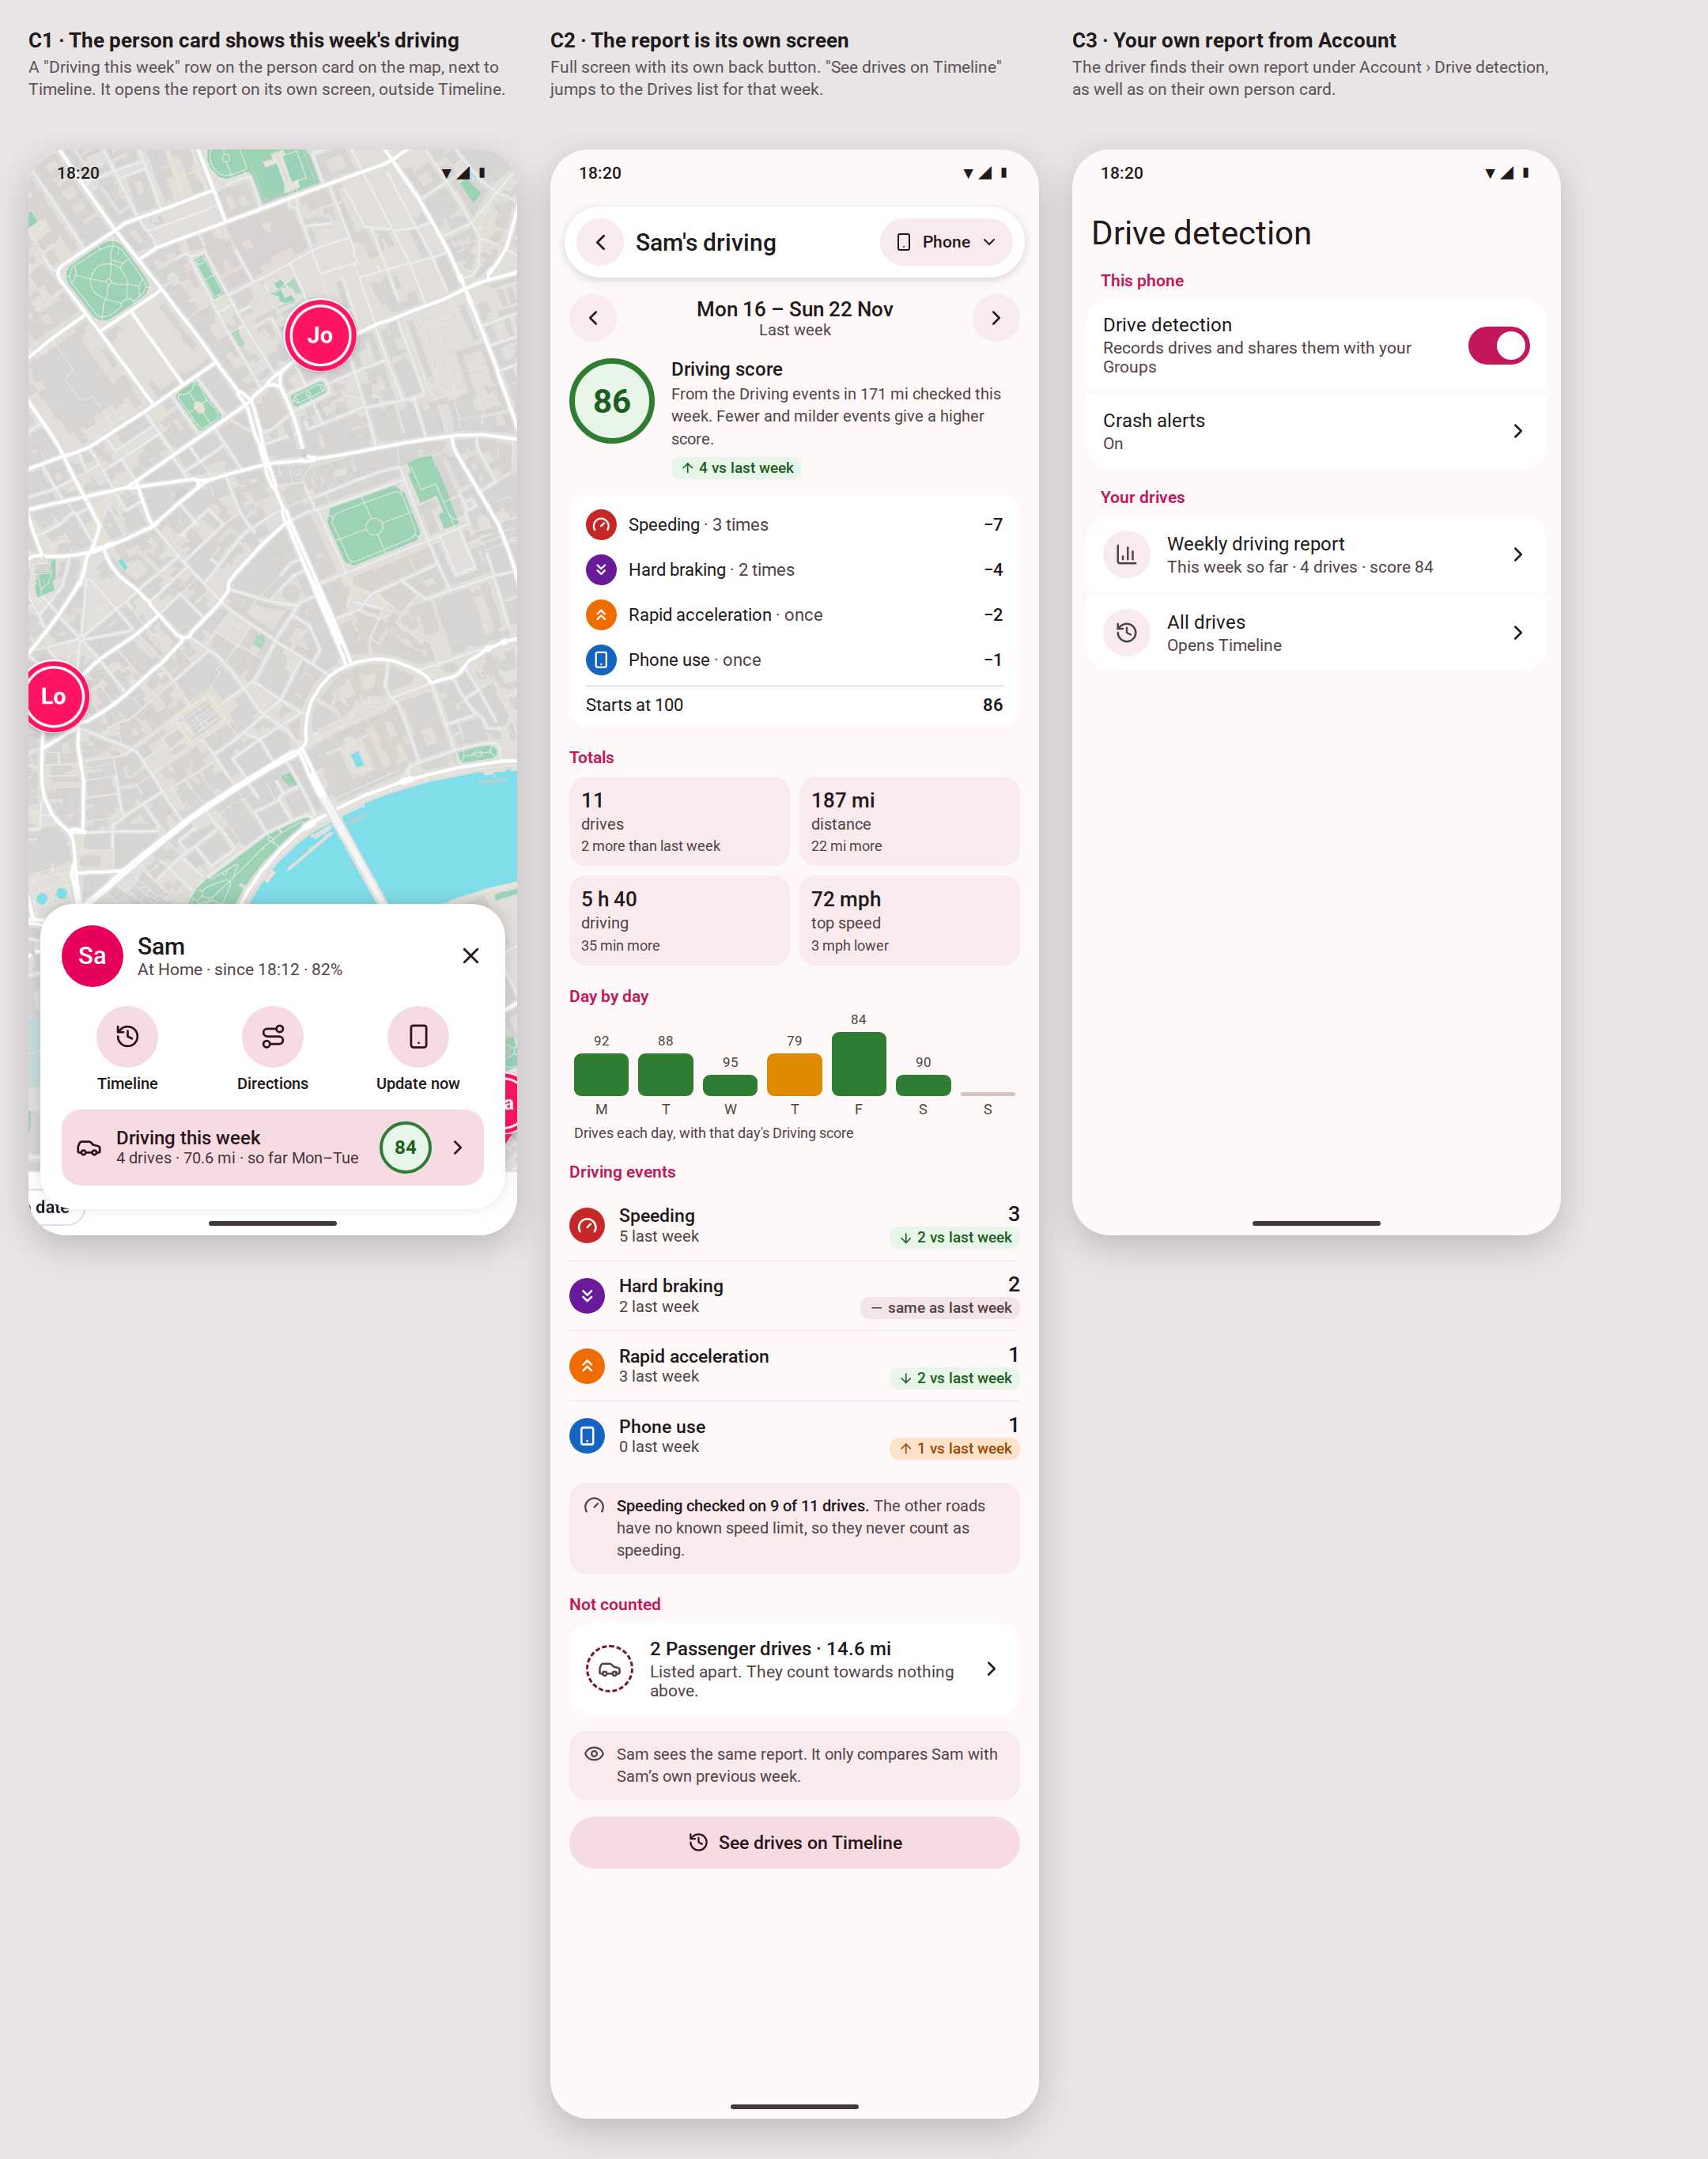 C1 · The person card shows this week's driving
A "Driving this week" row on the person card on the map, next to
Timeline. It opens the report on its own screen, outside Timeline.
18:20
Jo
Lo
Sa
Sam
At Home · since 18:12 · 82%
Timeline
Directions
Update now
a
Driving this week
4 drives · 70.6 mi · so far Mon–Tue
84
date
C2 · The report is its own screen
Full screen with its own back button. "See drives on Timeline"
jumps to the Drives list for that week.
18:20
Sam's driving
Phone
Mon 16 – Sun 22 Nov
Last week
86
Driving score
From the Driving events in 171 mi checked this
week. Fewer and milder events give a higher
score.
↑ 4 vs last week
Speeding · 3 times −7
Hard braking · 2 times −4
Rapid acceleration · once −2
Phone use · once −1
Starts at 100 86
Totals
11
drives
2 more than last week
187 mi
distance
22 mi more
5 h 40
driving
35 min more
72 mph
top speed
3 mph lower
Day by day
92 88 95 79 84 90
M T W T F S S
Drives each day, with that day's Driving score
Driving events
Speeding
5 last week
3
↓ 2 vs last week
Hard braking
2 last week
2
— same as last week
Rapid acceleration
3 last week
1
↓ 2 vs last week
Phone use
0 last week
1
↑ 1 vs last week
Speeding checked on 9 of 11 drives. The other roads
have no known speed limit, so they never count as
speeding.
Not counted
2 Passenger drives · 14.6 mi
Listed apart. They count towards nothing
above.
Sam sees the same report. It only compares Sam with
Sam’s own previous week.
See drives on Timeline
C3 · Your own report from Account
The driver finds their own report under Account › Drive detection,
as well as on their own person card.
18:20
Drive detection
This phone
Drive detection
Records drives and shares them with your
Groups
Crash alerts
On
Your drives
Weekly driving report
This week so far · 4 drives · score 84
All drives
Opens Timeline